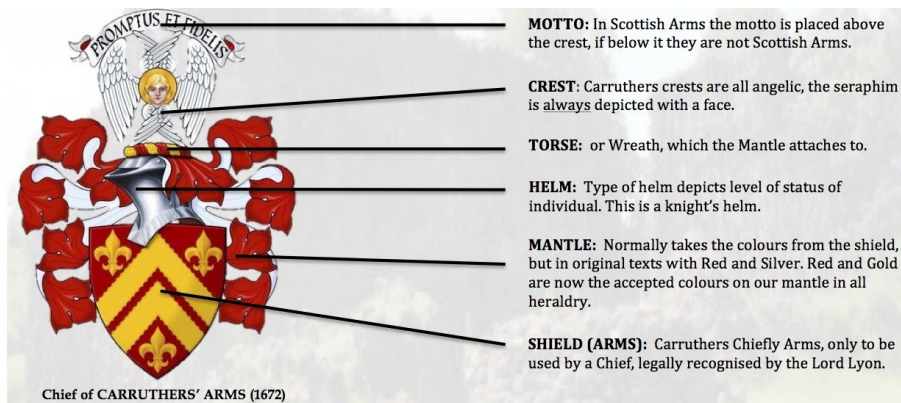 PROMPTUS ET FIDELIS
MOTTO: In Scottish Arms the motto is placed above
the crest, if below it they are not Scottish Arms.
CREST: Carruthers crests are all angelic, the seraphim
is always depicted with a face.
TORSE: or Wreath, which the Mantle attaches to.
HELM: Type of helm depicts level of status of
individual. This is a knight's helm.
MANTLE: Normally takes the colours from the shield,
but in original texts with Red and Silver. Red and Gold
are now the accepted colours on our mantle in all
heraldry.
SHIELD (ARMS): Carruthers Chiefly Arms, only to be
used by a Chief, legally recognised by the Lord Lyon.
Chief of CARRUTHERS' ARMS (1672)